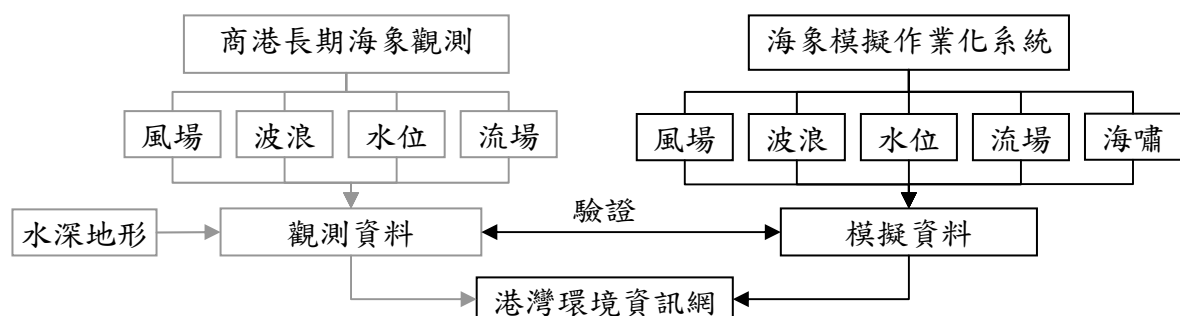 商港長期海象觀測
海象模擬作業化系統
風場
波浪
水位
流場
風場
波浪
水位
流場
海嘯
驗證
水深地形
觀測資料
模擬資料
港灣環境資訊網